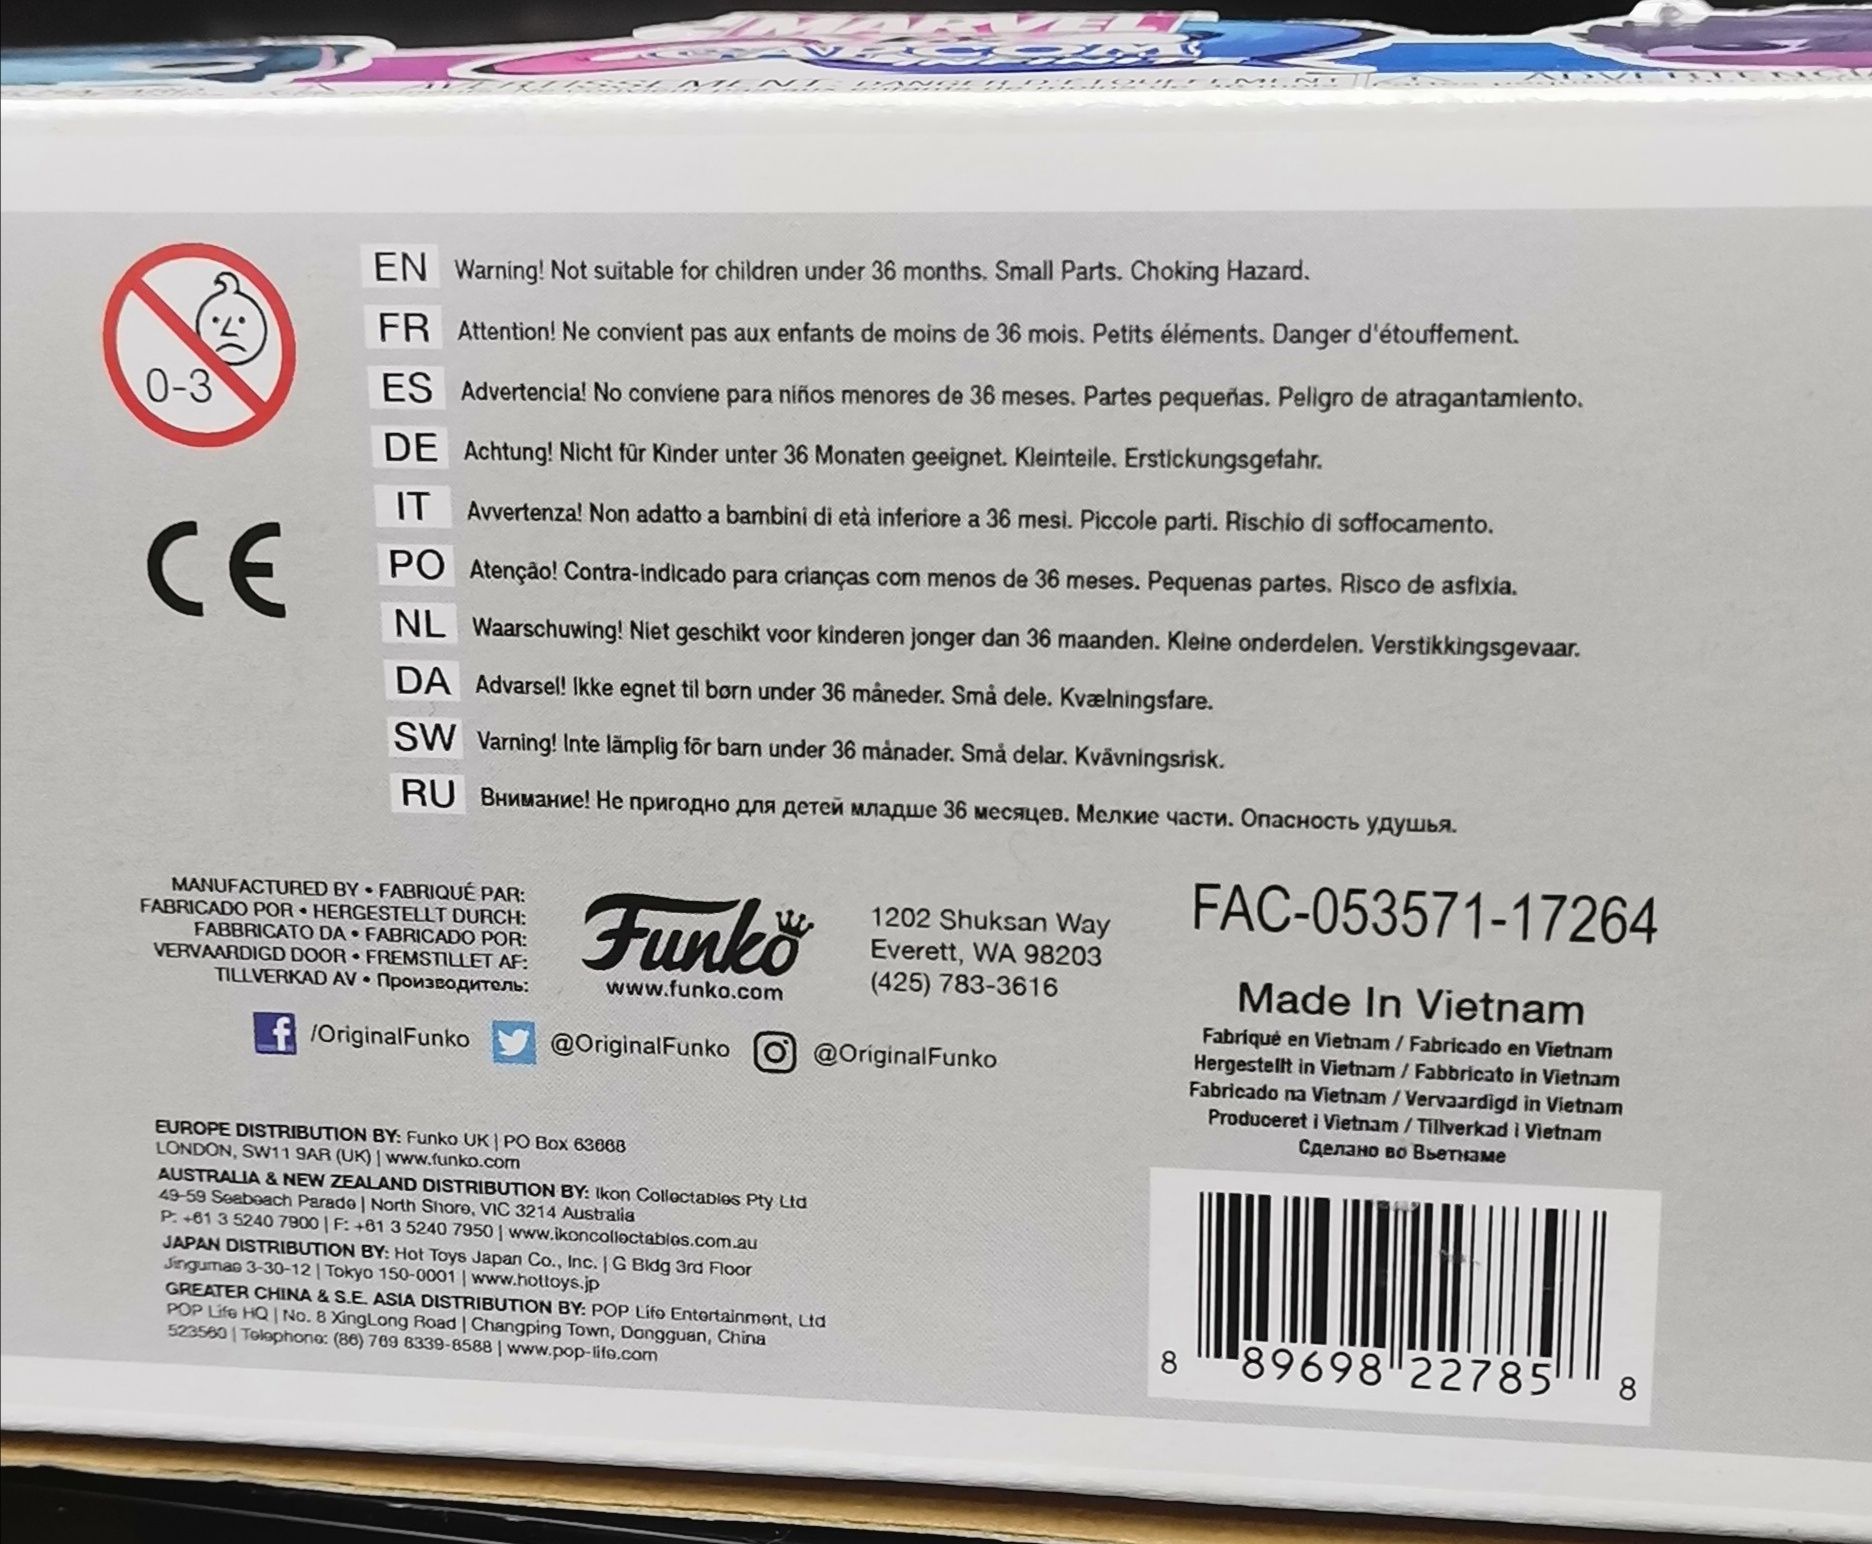 MARVEL
CAPCOM
INFINITE
AVERTISSEMENT: DANGER D'ÉTOUFFEMENT
EN Warning! Not suitable for children under 36 months. Small Parts. Choking Hazard.
FR Attention! Ne convient pas aux enfants de moins de 36 mois. Petits éléments. Danger d'étouffement.
ES Advertencia! No conviene para niños menores de 36 meses. Partes pequeñas. Peligro de atragantamiento.
0-3
DE Achtung! Nicht für Kinder unter 36 Monaten geeignet. Kleinteile. Erstickungsgefahr.
IT Avvertenza! Non adatto a bambini di età inferiore a 36 mesi. Piccole parti. Rischio di soffocamento.
CE
PO Atenção! Contra-indicado para crianças com menos de 36 meses. Pequenas partes. Risco de asfixia.
NL Waarschuwing! Niet geschikt voor kinderen jonger dan 36 maanden. Kleine onderdelen. Verstikkingsgevaar.
DA Advarsel! Ikke egnet til børn under 36 måneder. Små dele. Kvælningsfare.
SW Varning! Inte lämplig för barn under 36 månader. Små delar. Kvävningsrisk.
RU Внимание! Не пригодно для детей младше 36 месяцев. Мелкие части. Опасность удушья.
MANUFACTURED BY • FABRIQUÉ PAR:
FABRICADO POR • HERGESTELLT DURCH:
FABBRICATO DA • FABRICADO POR:
VERVAARDIGD DOOR • FREMSTILLET AF:
TILLVERKAD AV • Производитель:
Funko
www.funko.com
1202 Shuksan Way
Everett, WA 98203
(425) 783-3616
/OriginalFunko @OriginalFunko @OriginalFunko
FAC-053571-17264
Made In Vietnam
Fabriqué en Vietnam / Fabricado en Vietnam
Hergestellt in Vietnam / Fabbricato in Vietnam
Fabricado na Vietnam / Vervaardigd in Vietnam
Produceret i Vietnam / Tillverkad i Vietnam
Сделано во Вьетнаме
EUROPE DISTRIBUTION BY: Funko UK | PO Box 63668
LONDON, SW11 9AR (UK) | www.funko.com
AUSTRALIA & NEW ZEALAND DISTRIBUTION BY: Ikon Collectables Pty Ltd
49-59 Seabeach Parade | North Shore, VIC 3214 Australia
P: +61 3 5240 7900 | F: +61 3 5240 7950 | www.ikoncollectables.com.au
JAPAN DISTRIBUTION BY: Hot Toys Japan Co., Inc. | G Bldg 3rd Floor
Jingumae 3-30-12 | Tokyo 150-0001 | www.hottoys.jp
GREATER CHINA & S.E. ASIA DISTRIBUTION BY: POP Life Entertainment, Ltd
POP Life HQ | No. 8 XingLong Road | Changping Town, Dongguan, China
523560 | Telephone: (86) 769 8339-8588 | www.pop-life.com
8 89698 22785 8